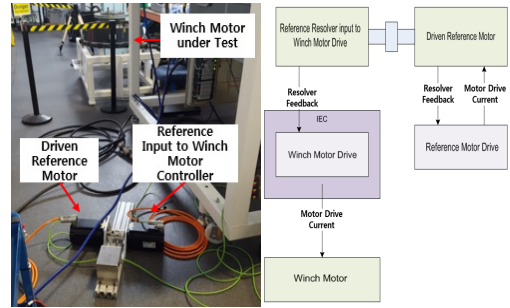 Danger
Winch Motor
under Test
Driven
Reference
Motor
Reference
Input to Winch
Motor
Controller
Reference Resolver input to
Winch Motor Drive
Driven Reference Motor
Resolver
Feedback
Resolver
Feedback
Motor Drive
Current
IEC
Winch Motor Drive
Reference Motor Drive
Motor Drive
Current
Winch Motor